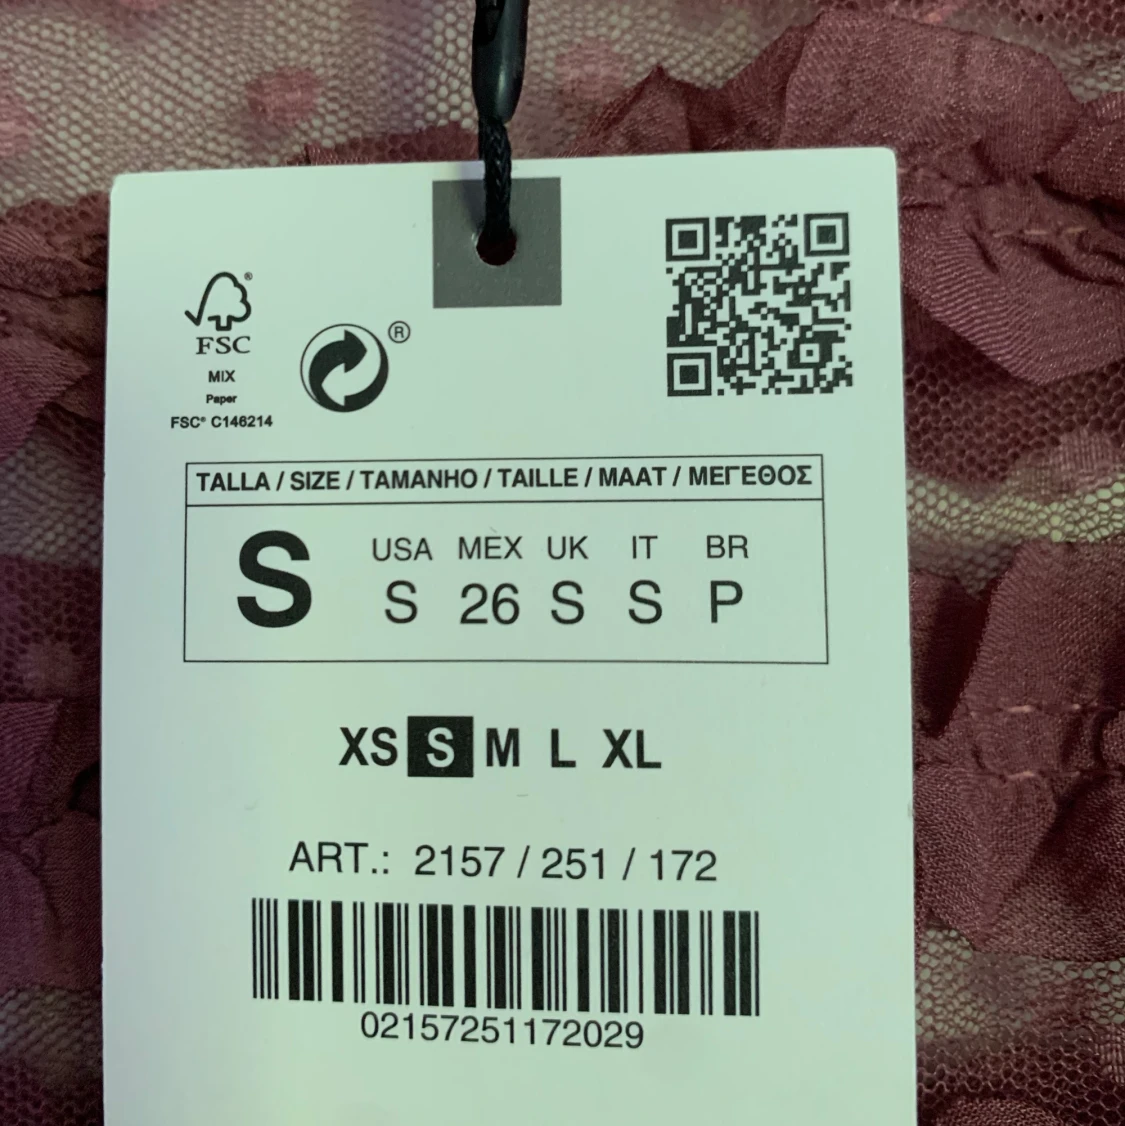 FSC®
MIX
Paper
FSC® C146214
®
TALLA / SIZE / TAMANHO / TAILLE / MAAT / ΜΕΓΕΘΟΣ
S
USA MEX UK IT BR
S 26 S S P
XS S M L XL
ART.: 2157 / 251 / 172
02157251172029